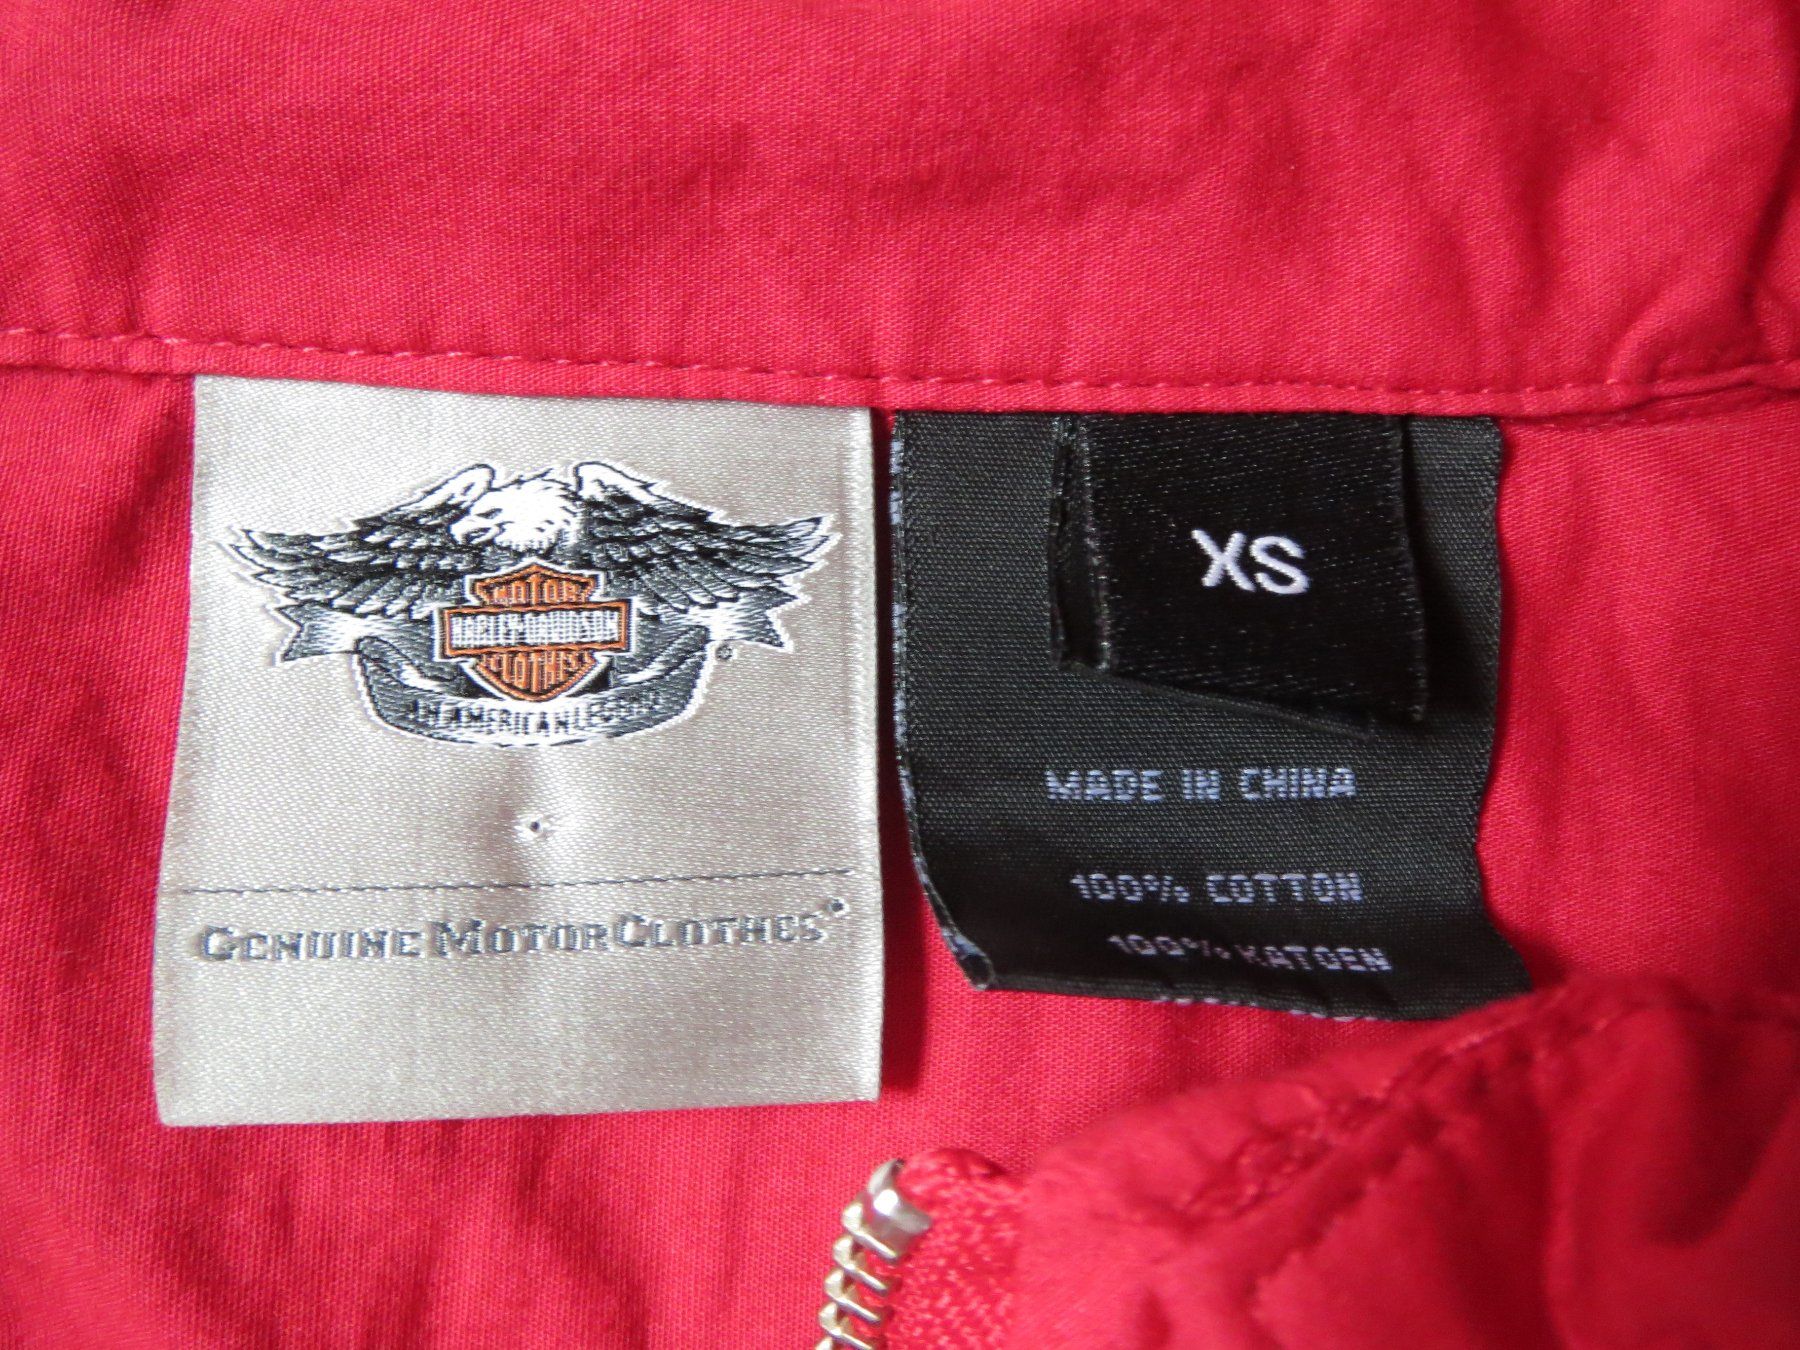 MOTOR
HARLEY-DAVIDSON
CLOTHES
AN AMERICAN LEGEND
®
GENUINE MOTORCLOTHES®
XS
MADE IN CHINA
100% COTTON
100% KATOEN